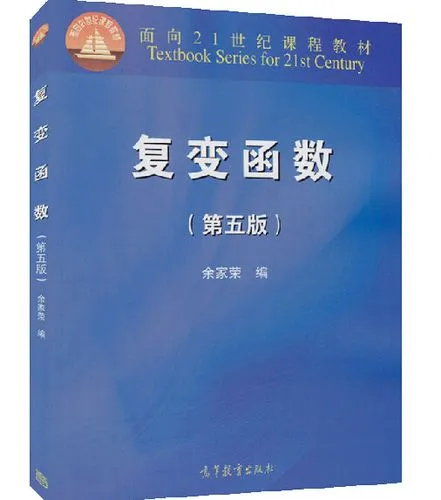 面向21世纪课程教材
Textbook Series for 21st Century
复变函数
(第五版)
余家荣 编
高等教育出版社
复变函数
(第五版)
余家荣 编